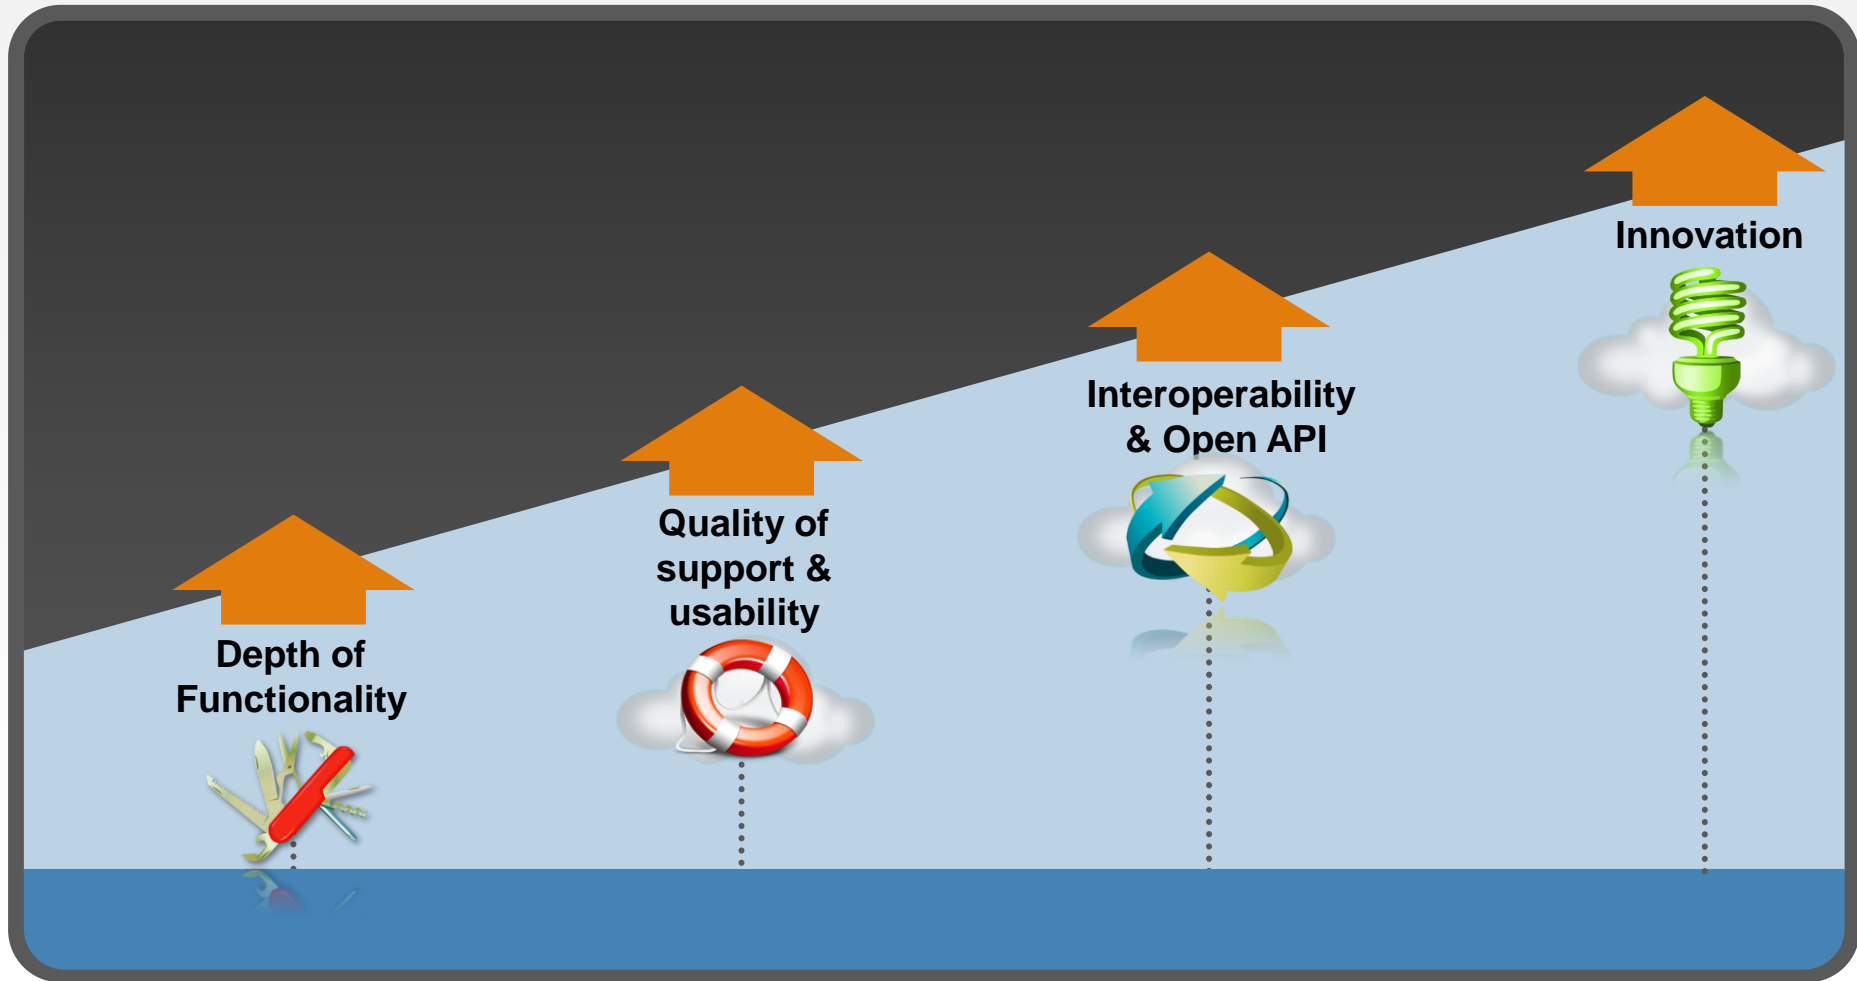 Depth of
Functionality
Quality of
support &
usability
Interoperability
& Open API
Innovation